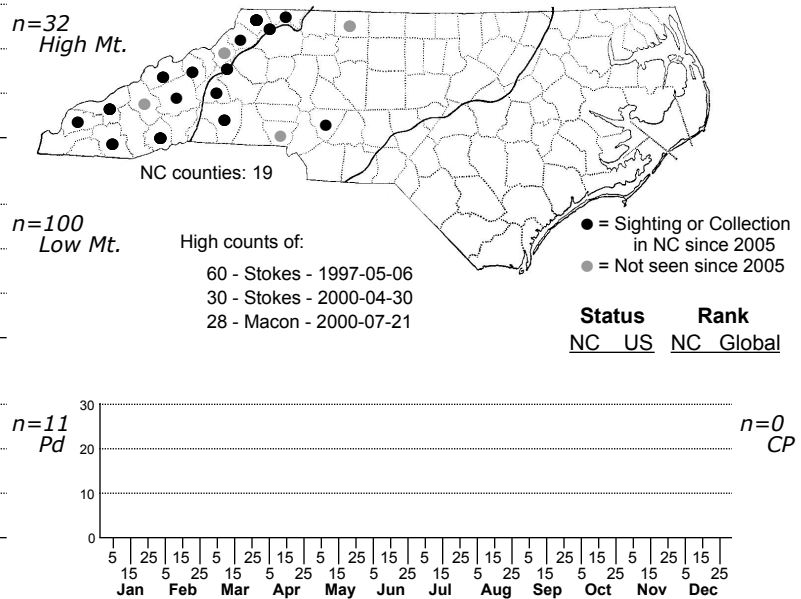 n=32
High Mt.
NC counties: 19
n=100
Low Mt.
High counts of:
60 - Stokes - 1997-05-06
30 - Stokes - 2000-04-30
28 - Macon - 2000-07-21
= Sighting or Collection
in NC since 2005
= Not seen since 2005
Status Rank
NC US NC Global
n=11
Pd
n=0
CP
30
20
10
0
5 25 15 5 25 15 5 25 15 5 25 15 5 25 15 5 25 15
15 5 25 15 5 25 15 5 25 15 5 25 15 5 25 15 5 25
Jan Feb Mar Apr May Jun Jul Aug Sep Oct Nov Dec